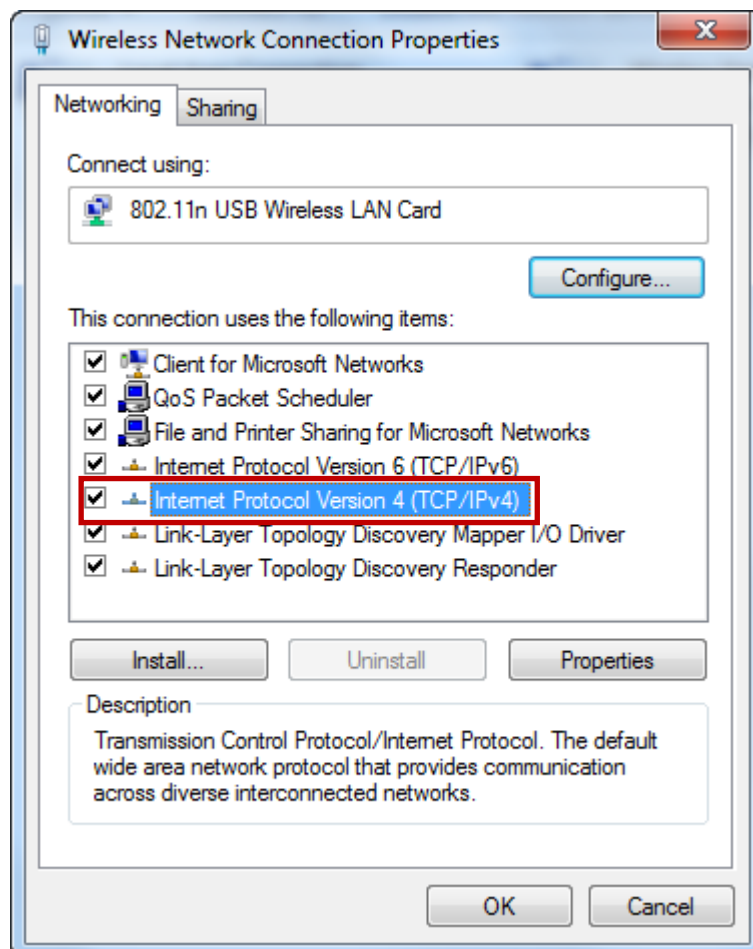 Wireless Network Connection Properties
Networking
Sharing
Connect using:
802.11n USB Wireless LAN Card
Configure...
This connection uses the following items:
Client for Microsoft Networks
QoS Packet Scheduler
File and Printer Sharing for Microsoft Networks
Internet Protocol Version 6 (TCP/IPv6)
Internet Protocol Version 4 (TCP/IPv4)
Link-Layer Topology Discovery Mapper I/O Driver
Link-Layer Topology Discovery Responder
Install...
Uninstall
Properties
Description
Transmission Control Protocol/Internet Protocol. The default
wide area network protocol that provides communication
across diverse interconnected networks.
OK
Cancel